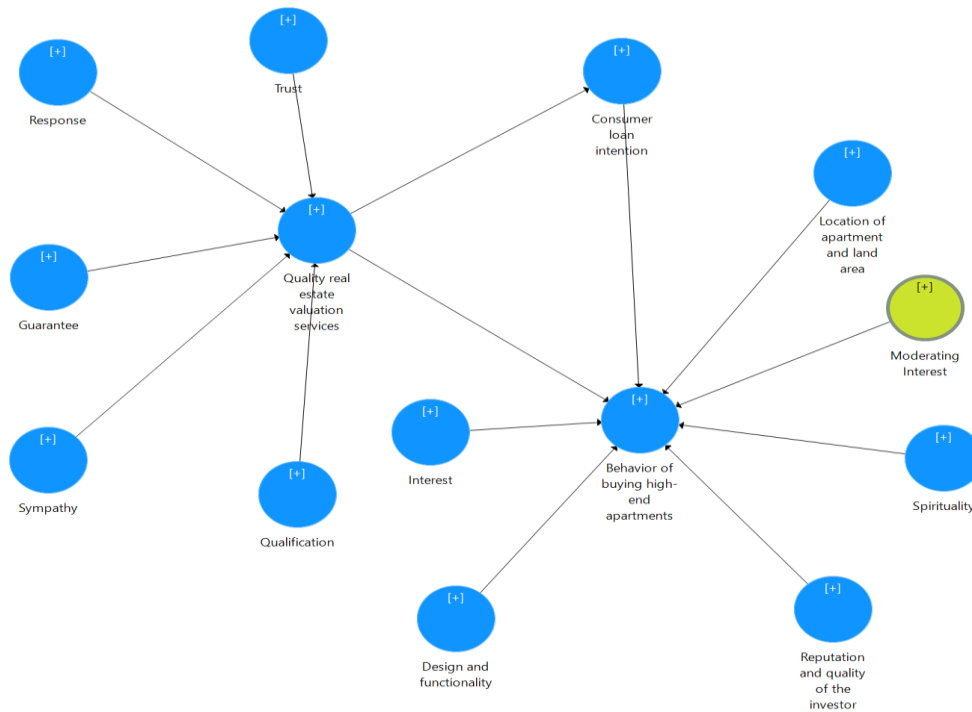 [+]
Trust
[+]
Response
[+]
Consumer
loan
intention
[+]
Location of
apartment
and land
area
[+]
Quality real
estate
valuation
services
[+]
Guarantee
[+]
Moderating
Interest
[+]
Behavior of
buying high-
end
apartments
[+]
Interest
[+]
Sympathy
[+]
Spirituality
[+]
Qualification
[+]
Design and
functionality
[+]
Reputation
and quality
of the
investor